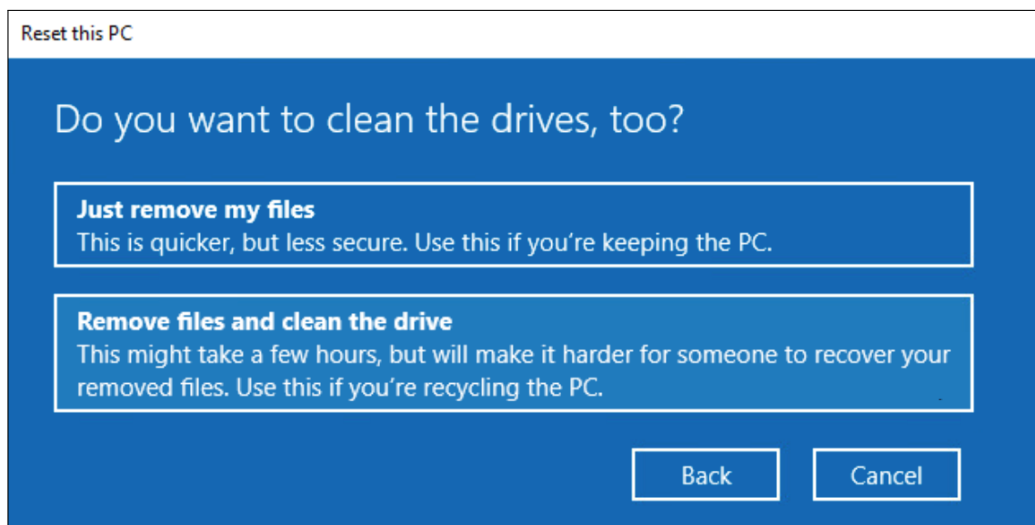 Reset this PC
Do you want to clean the drives, too?
Just remove my files
This is quicker, but less secure. Use this if you’re keeping the PC.
Remove files and clean the drive
This might take a few hours, but will make it harder for someone to recover your
removed files. Use this if you’re recycling the PC.
Back
Cancel